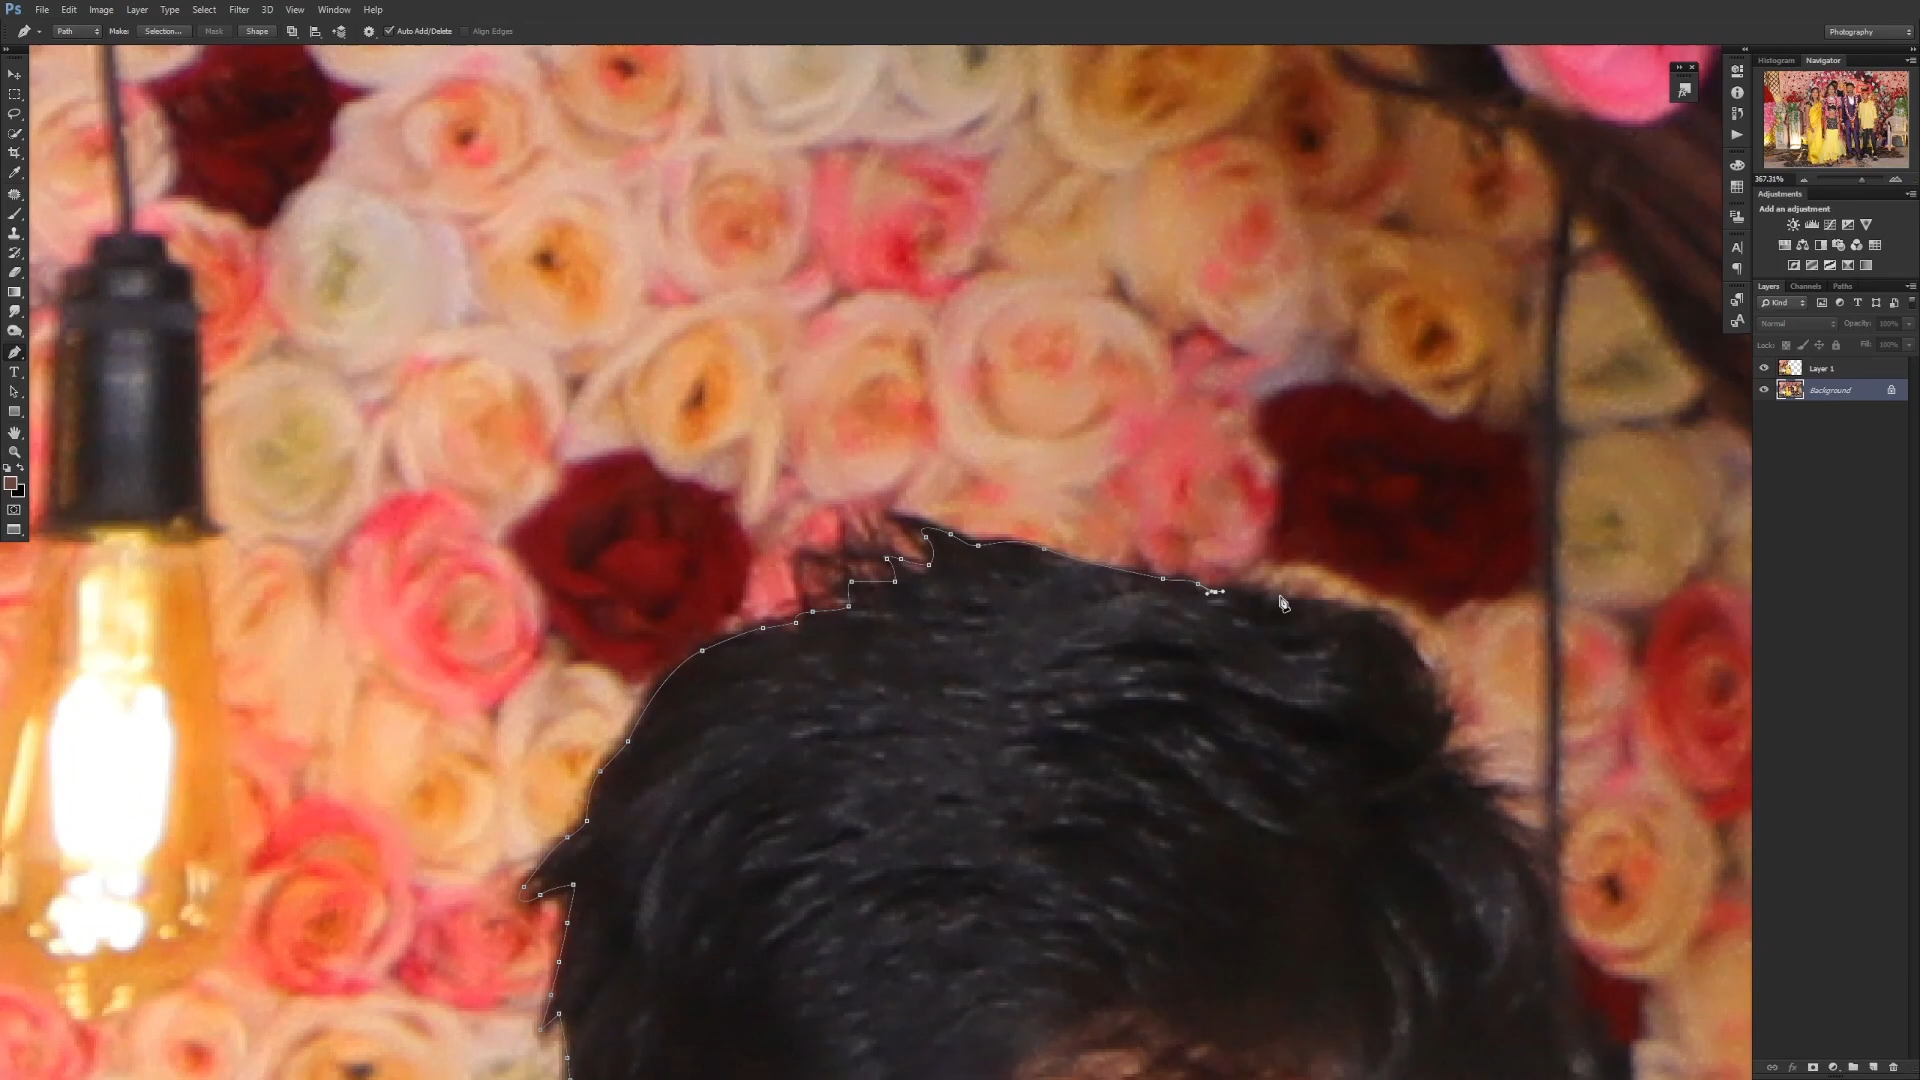 Ps File Edit Image Layer Type Select Filter 3D View Window Help
Path Make: Selection... Mask Shape Auto Add/Delete Align Edges Photography
Histogram Navigator
367.31%
Adjustments
Add an adjustment
Layers Channels Paths
Kind
Normal Opacity: 100%
Lock: Fill: 100%
Layer 1
Background